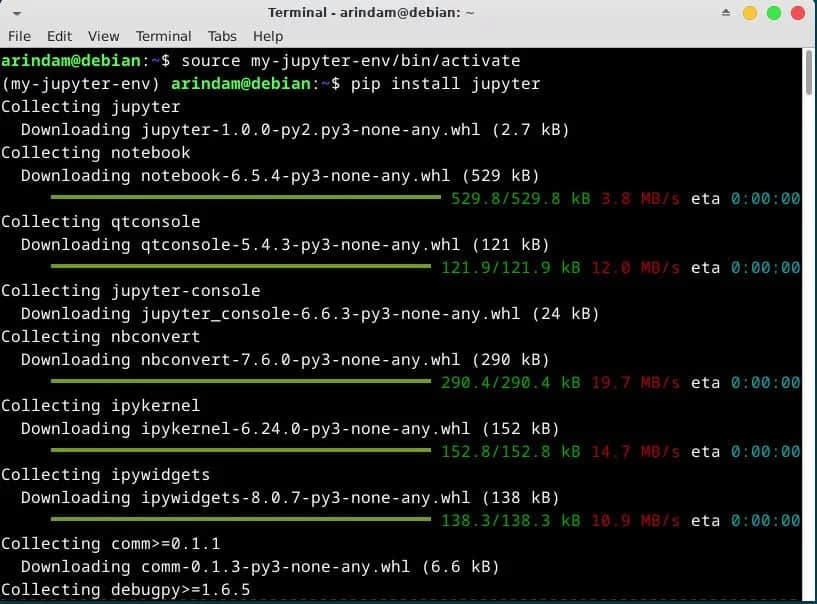 Terminal - arindam@debian: ~
File Edit View Terminal Tabs Help
arindam@debian:~$ source my-jupyter-env/bin/activate
(my-jupyter-env) arindam@debian:~$ pip install jupyter
Collecting jupyter
  Downloading jupyter-1.0.0-py2.py3-none-any.whl (2.7 kB)
Collecting notebook
  Downloading notebook-6.5.4-py3-none-any.whl (529 kB)
529.8/529.8 kB 3.8 MB/s eta 0:00:00
Collecting qtconsole
  Downloading qtconsole-5.4.3-py3-none-any.whl (121 kB)
121.9/121.9 kB 12.0 MB/s eta 0:00:00
Collecting jupyter-console
  Downloading jupyter_console-6.6.3-py3-none-any.whl (24 kB)
Collecting nbconvert
  Downloading nbconvert-7.6.0-py3-none-any.whl (290 kB)
290.4/290.4 kB 19.7 MB/s eta 0:00:00
Collecting ipykernel
  Downloading ipykernel-6.24.0-py3-none-any.whl (152 kB)
152.8/152.8 kB 14.7 MB/s eta 0:00:00
Collecting ipywidgets
  Downloading ipywidgets-8.0.7-py3-none-any.whl (138 kB)
138.3/138.3 kB 10.9 MB/s eta 0:00:00
Collecting comm>=0.1.1
  Downloading comm-0.1.3-py3-none-any.whl (6.6 kB)
Collecting debugpy>=1.6.5